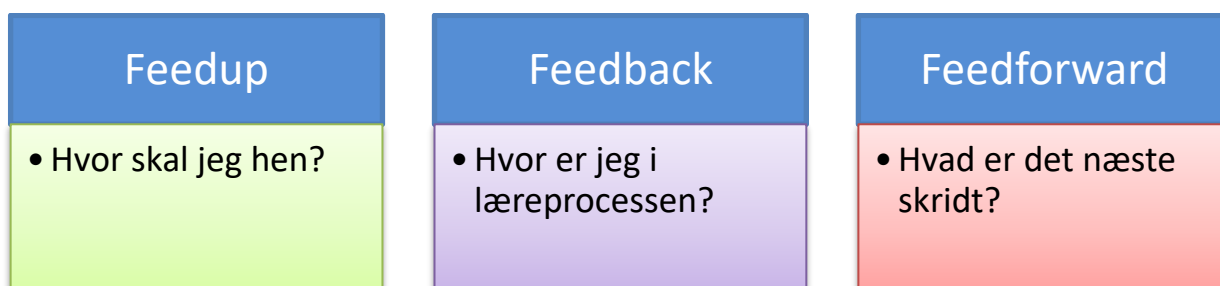 Feedup
• Hvor skal jeg hen?
Feedback
• Hvor er jeg i
læreprocessen?
Feedforward
• Hvad er det næste
skridt?